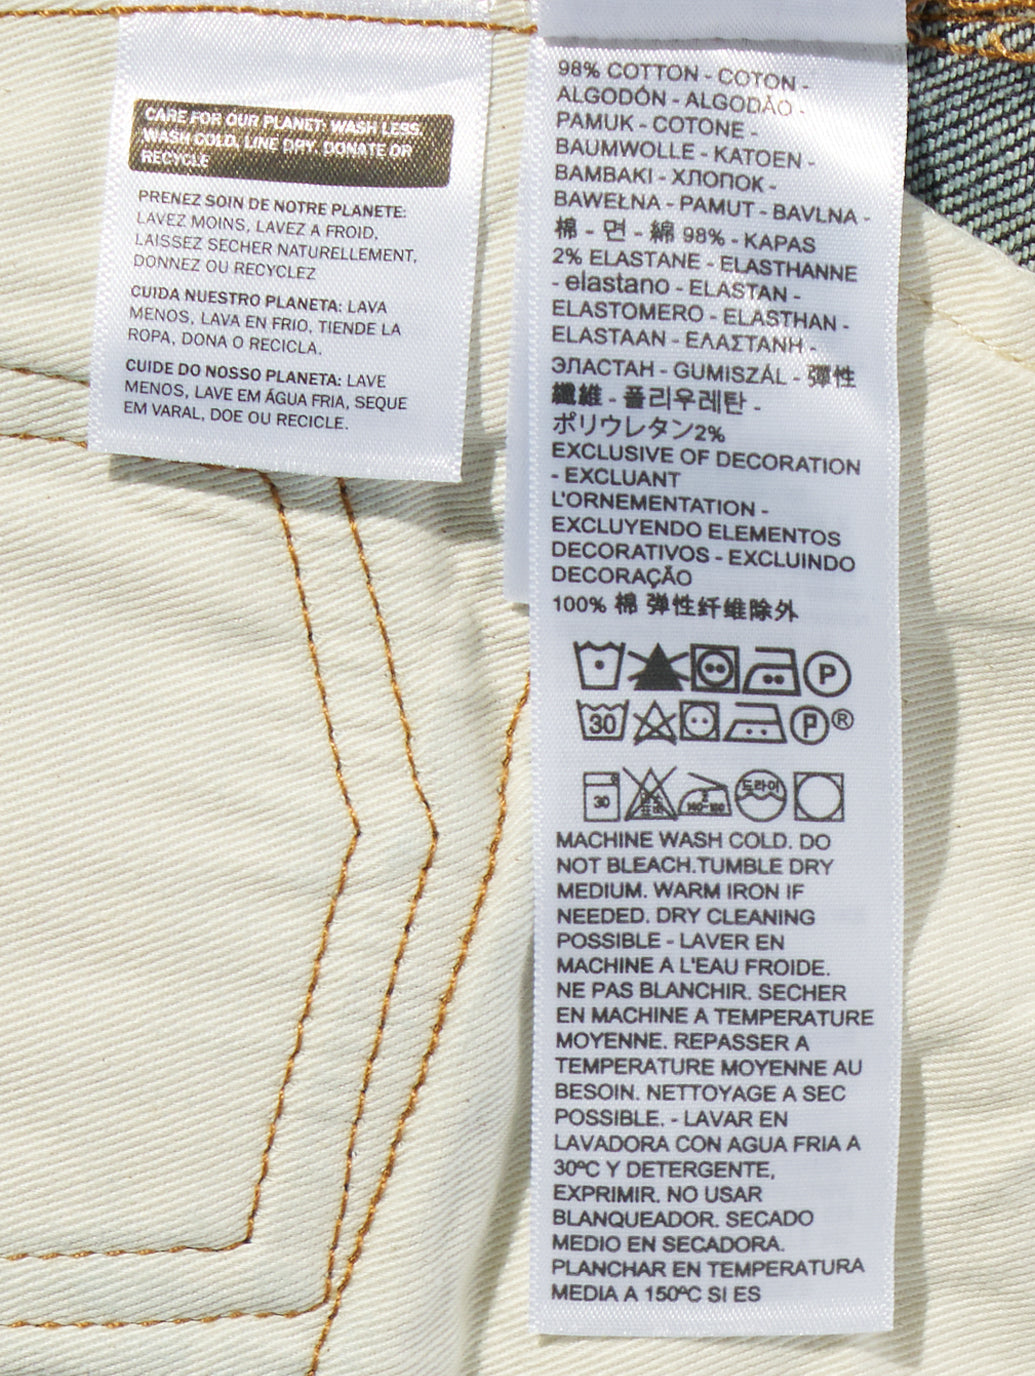 CARE FOR OUR PLANET: WASH LESS,
WASH COLD, LINE DRY, DONATE OR
RECYCLE
PRENEZ SOIN DE NOTRE PLANETE:
LAVEZ MOINS, LAVEZ A FROID,
LAISSEZ SECHER NATURELLEMENT,
DONNEZ OU RECYCLEZ
CUIDA NUESTRO PLANETA: LAVA
MENOS, LAVA EN FRIO, TIENDE LA
ROPA, DONA O RECICLA.
CUIDE DO NOSSO PLANETA: LAVE
MENOS, LAVE EM ÁGUA FRIA, SEQUE
EM VARAL, DOE OU RECICLE.
98% COTTON - COTON -
ALGODÓN - ALGODÃO -
PAMUK - COTONE -
BAUMWOLLE - KATOEN -
BAMBAKI - ХЛОПОК -
BAWEŁNA - PAMUT - BAVLNA -
棉 - 면 - 綿 98% - KAPAS
2% ELASTANE - ELASTHANNE
- elastano - ELASTAN -
ELASTOMERO - ELASTHAN -
ELASTAAN - ΕΛΑΣΤΑΝΗ -
ЭЛАСТАН - GUMISZÁL - 彈性
纖維 - 폴리우레탄 -
ポリウレタン2%
EXCLUSIVE OF DECORATION
- EXCLUANT
L'ORNEMENTATION -
EXCLUYENDO ELEMENTOS
DECORATIVOS - EXCLUINDO
DECORAÇÃO
100% 棉 弹性纤维除外
P
30 P®
30 드라이
MACHINE WASH COLD. DO
NOT BLEACH.TUMBLE DRY
MEDIUM. WARM IRON IF
NEEDED. DRY CLEANING
POSSIBLE - LAVER EN
MACHINE A L'EAU FROIDE.
NE PAS BLANCHIR. SECHER
EN MACHINE A TEMPERATURE
MOYENNE. REPASSER A
TEMPERATURE MOYENNE AU
BESOIN. NETTOYAGE A SEC
POSSIBLE. - LAVAR EN
LAVADORA CON AGUA FRIA A
30ºC Y DETERGENTE,
EXPRIMIR. NO USAR
BLANQUEADOR. SECADO
MEDIO EN SECADORA.
PLANCHAR EN TEMPERATURA
MEDIA A 150ºC SI ES